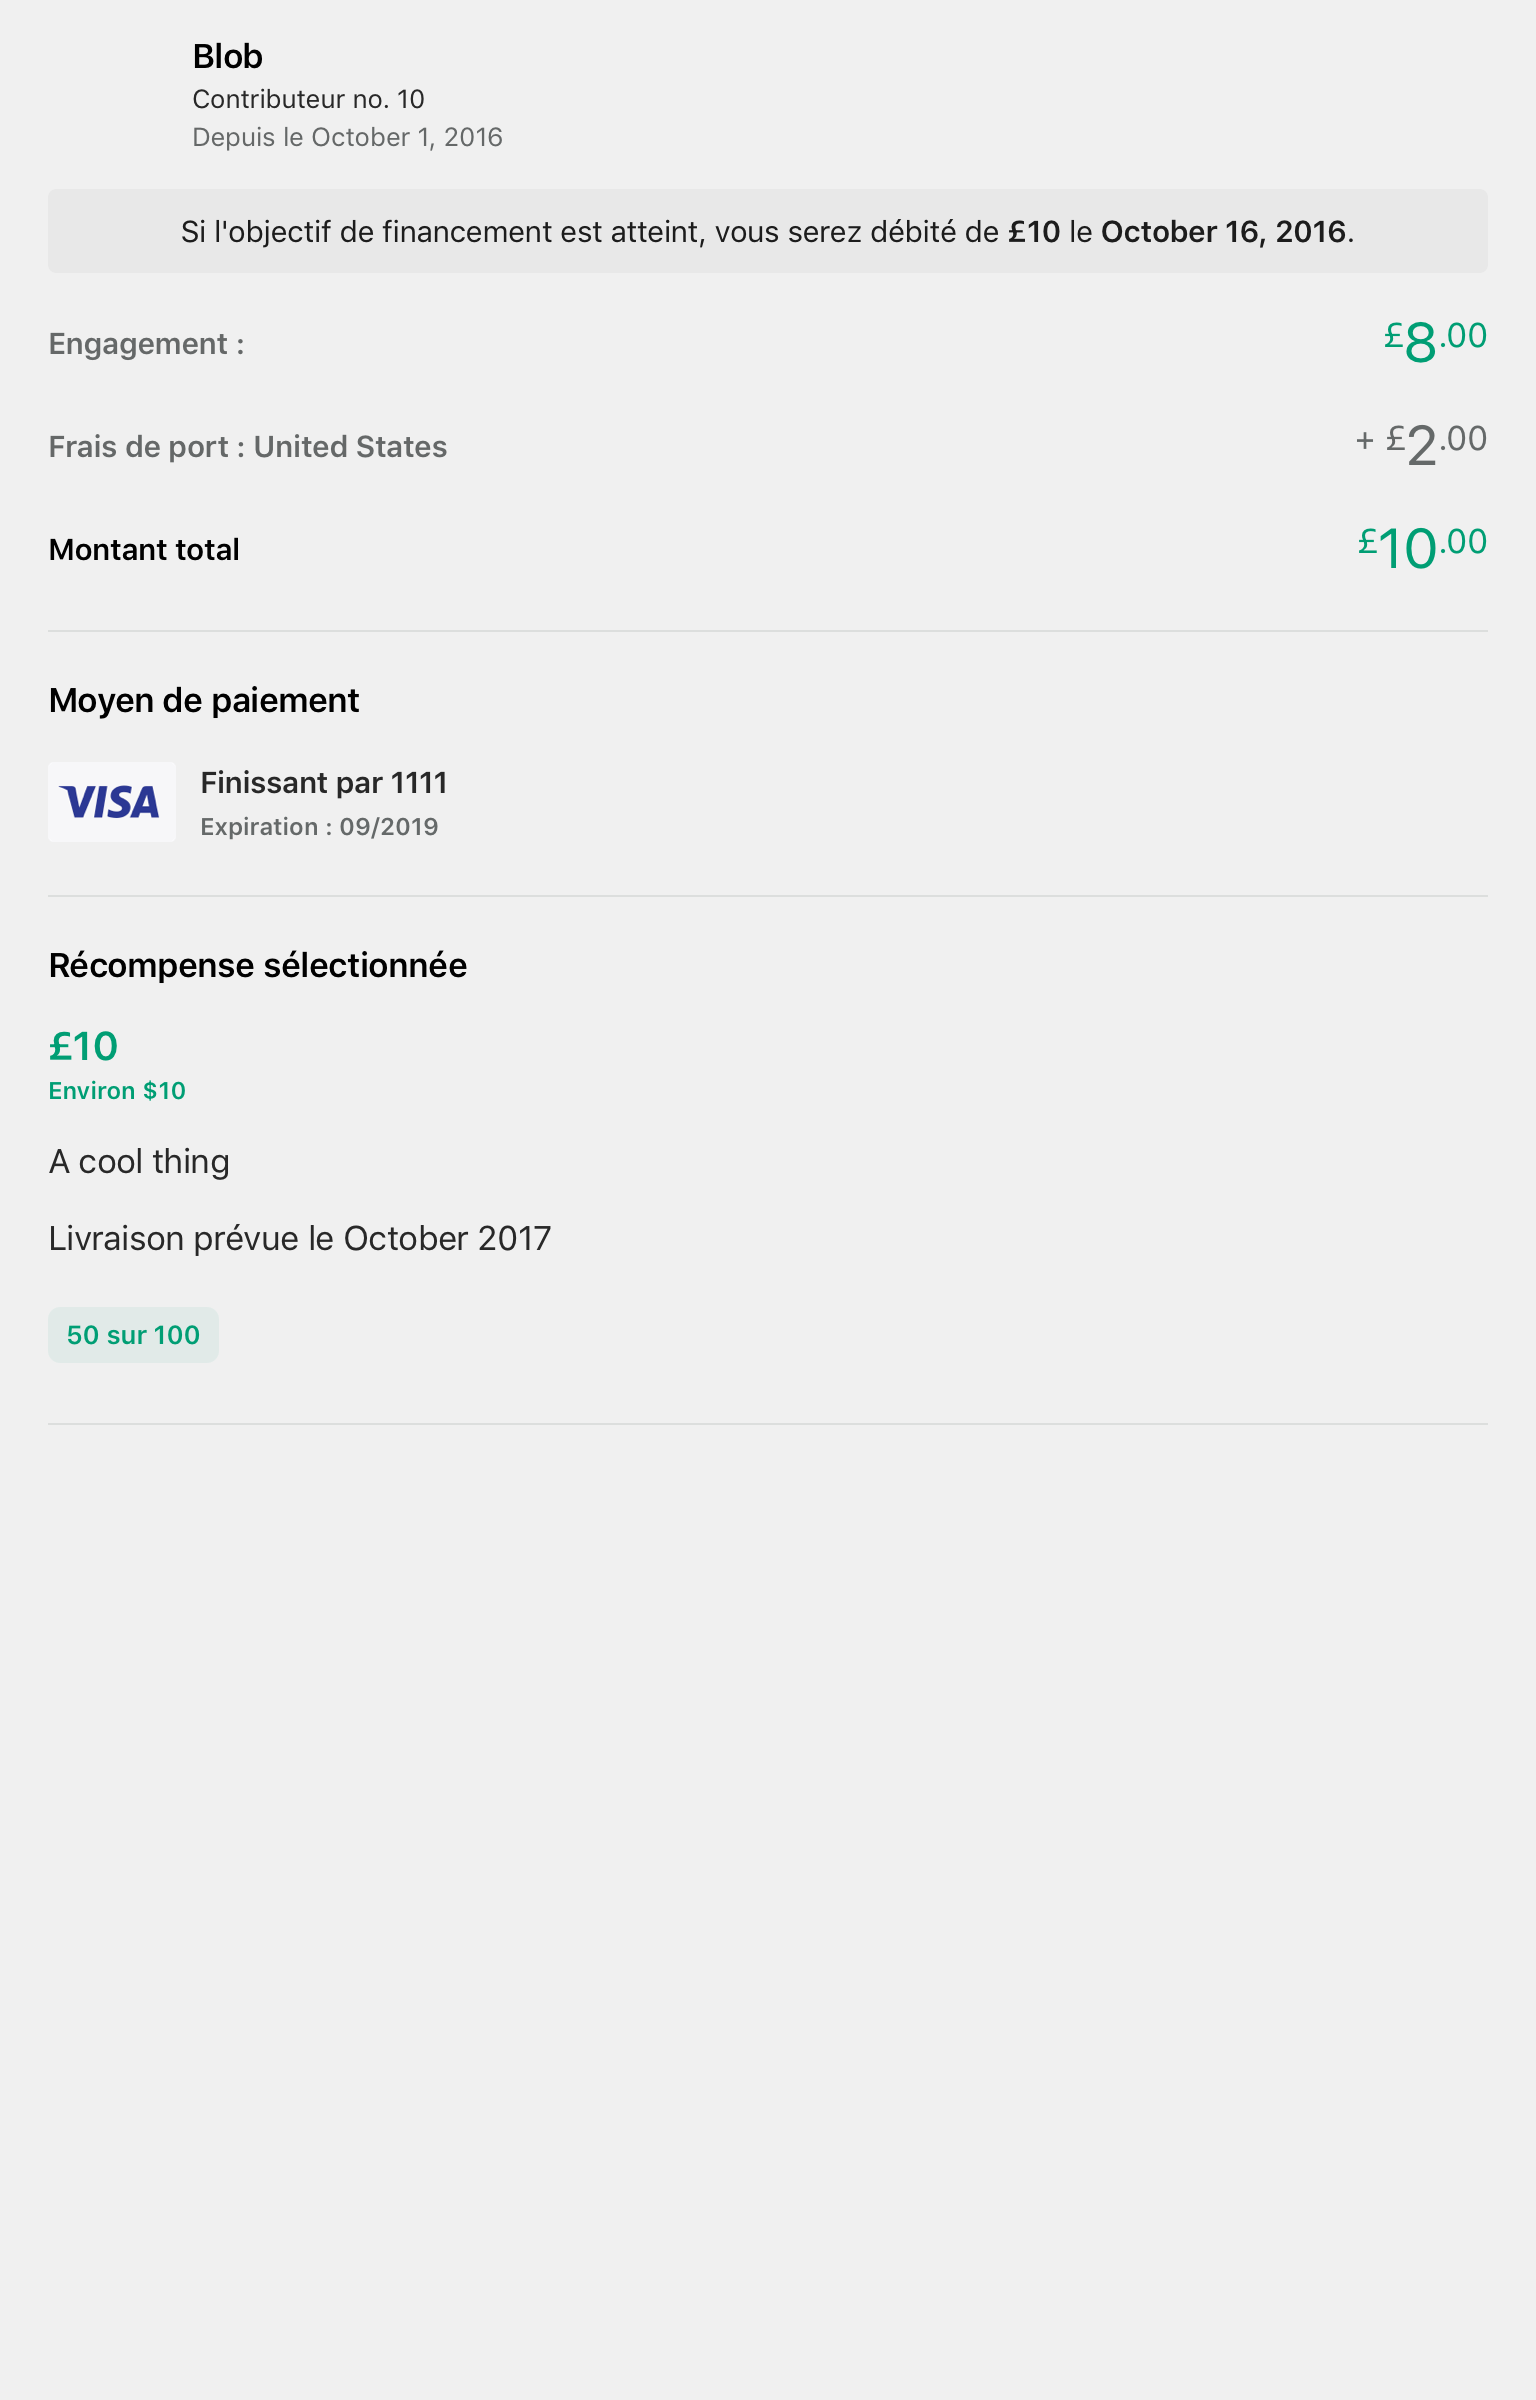 Blob
Contributeur no. 10
Depuis le October 1, 2016
Si l'objectif de financement est atteint, vous serez débité de £10 le October 16, 2016.
Engagement : £8.00
Frais de port : United States + £2.00
Montant total £10.00
Moyen de paiement
VISA
Finissant par 1111
Expiration : 09/2019
Récompense sélectionnée
£10
Environ $10
A cool thing
Livraison prévue le October 2017
50 sur 100